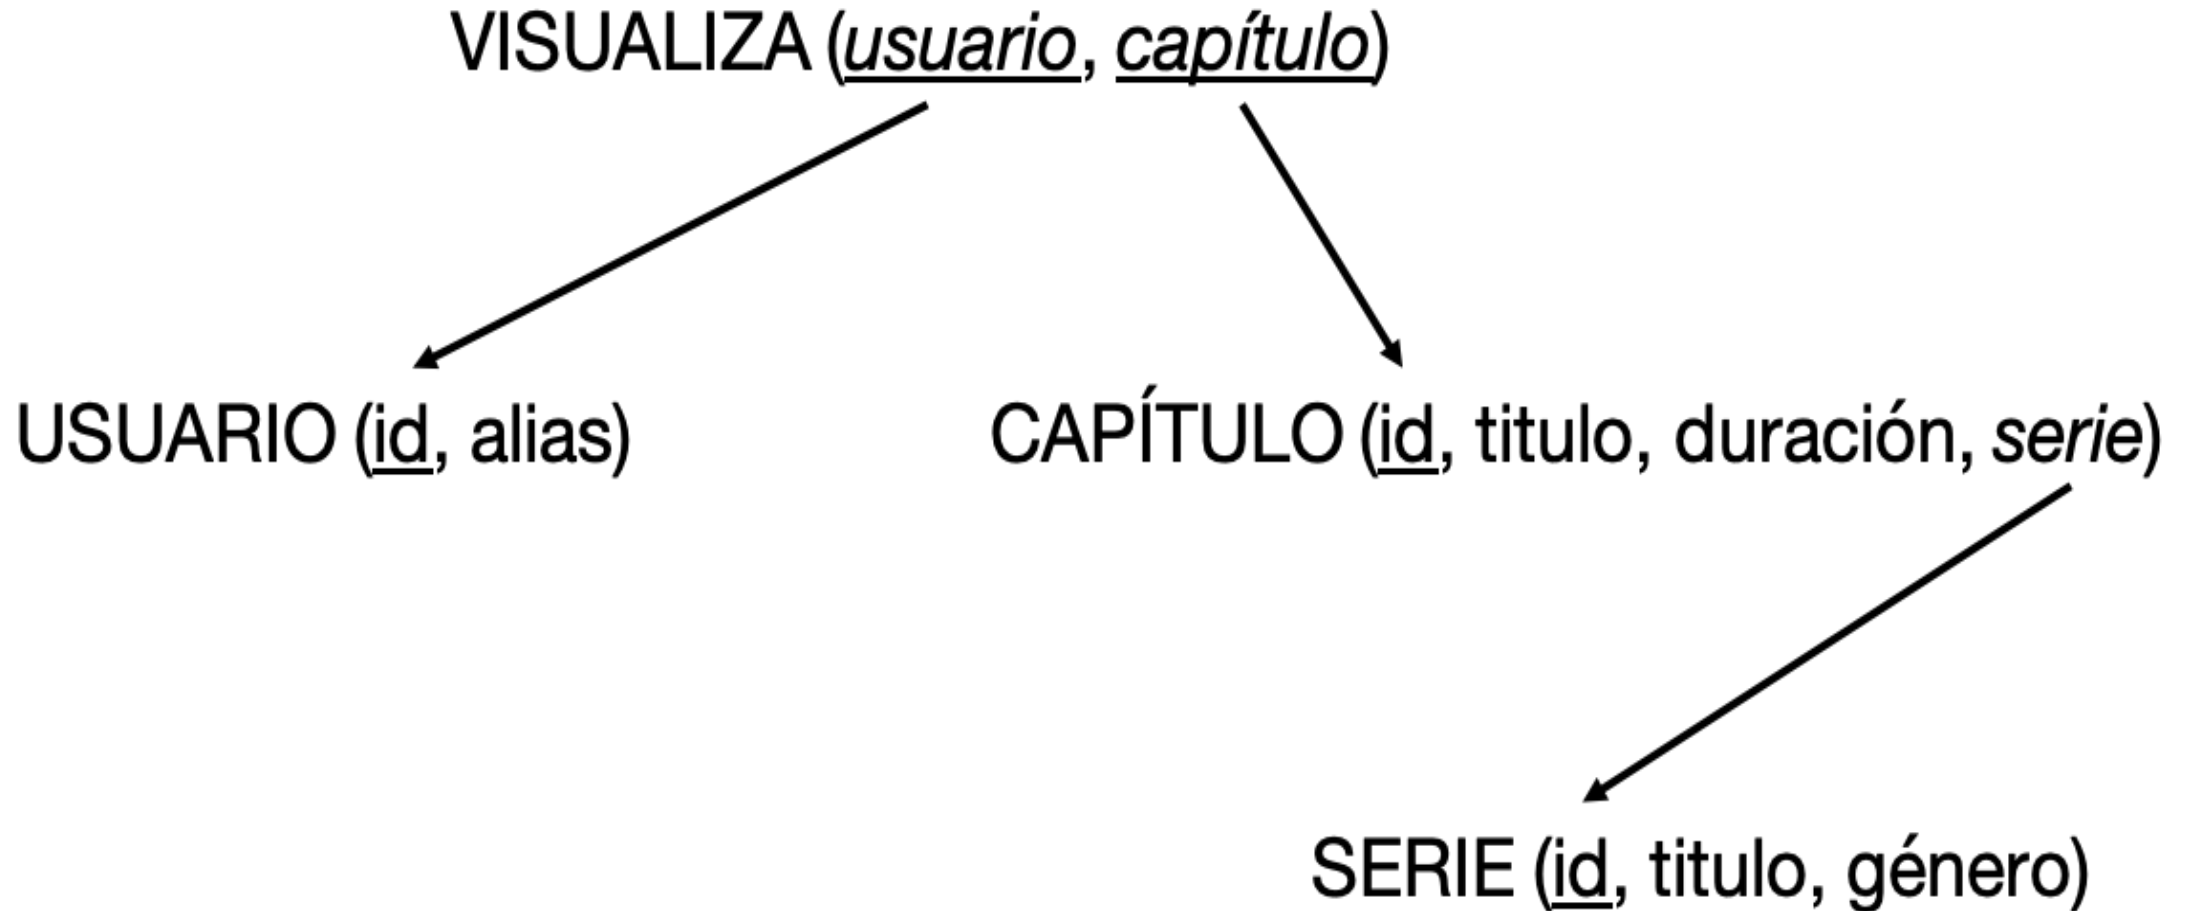 VISUALIZA (usuario, capítulo)
USUARIO (id, alias)
CAPÍTULO (id, titulo, duración, serie)
SERIE (id, titulo, género)